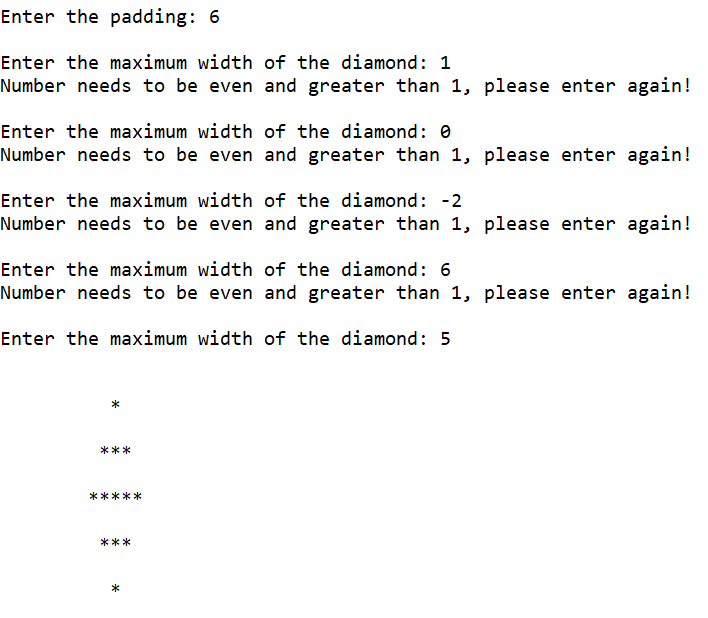 Enter the padding: 6
Enter the maximum width of the diamond: 1
Number needs to be even and greater than 1, please enter again!
Enter the maximum width of the diamond: 0
Number needs to be even and greater than 1, please enter again!
Enter the maximum width of the diamond: -2
Number needs to be even and greater than 1, please enter again!
Enter the maximum width of the diamond: 6
Number needs to be even and greater than 1, please enter again!
Enter the maximum width of the diamond: 5
          *
         ***
        *****
         ***
          *